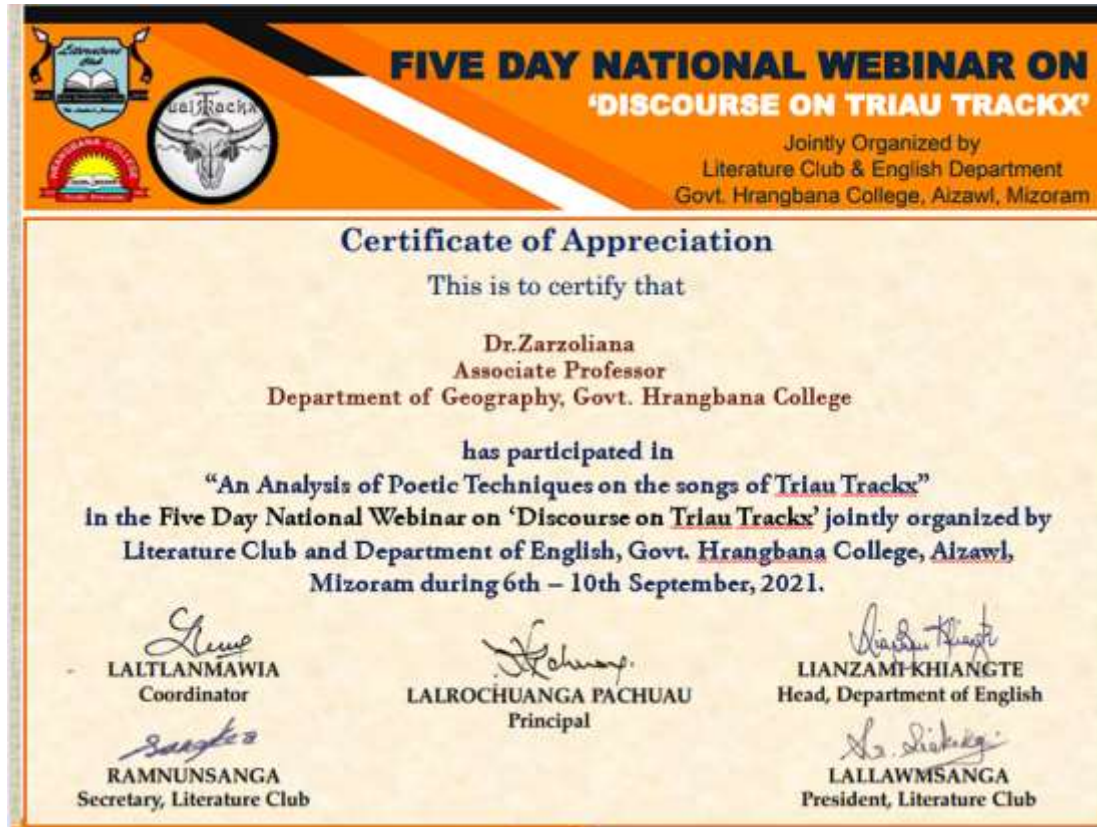 Literature
Club
ualTrackx
HRANGBANA COLLEGE
FIVE DAY NATIONAL WEBINAR ON
‘DISCOURSE ON TRIAU TRACKX’
Jointly Organized by
Literature Club & English Department
Govt. Hrangbana College, Aizawl, Mizoram
Certificate of Appreciation
This is to certify that
Dr.Zarzoliana
Associate Professor
Department of Geography, Govt. Hrangbana College
has participated in
“An Analysis of Poetic Techniques on the songs of Triau Trackx”
in the Five Day National Webinar on ‘Discourse on Triau Trackx’ jointly organized by
Literature Club and Department of English, Govt. Hrangbana College, Aizawl,
Mizoram during 6th – 10th September, 2021.
LALTLANMAWIA
Coordinator
LALROCHUANGA PACHUAU
Principal
LIANZAMI KHIANGTE
Head, Department of English
RAMNUNSANGA
Secretary, Literature Club
LALLAWMSANGA
President, Literature Club